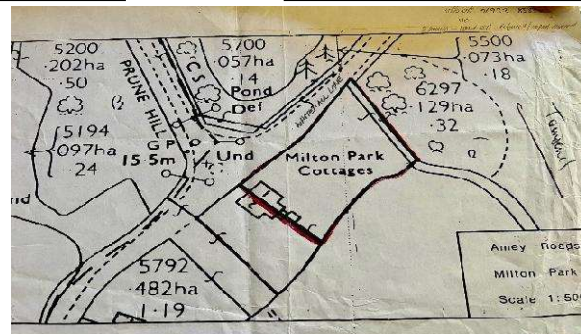 5200
.202ha
.50
5700
.057ha
.14
5500
.073ha
.18
PRUNE HILL
C S
Pond
Def
6297
.129ha
.32
5194
.097ha
.24
G P
15.5m
Und
Milton Park
Cottages
5792
.482ha
1.19
Milton Park
Scale 1:500